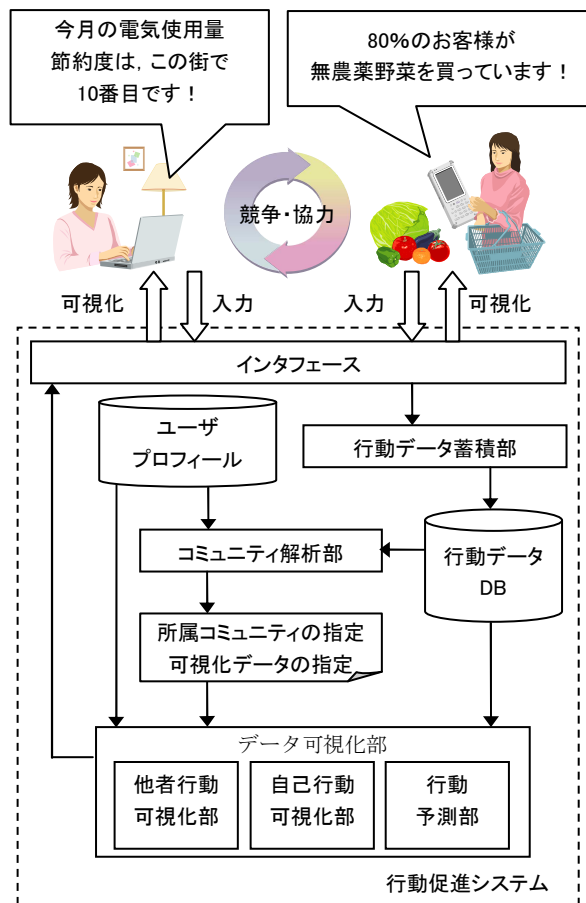 今月の電気使用量
節約度は，この街で
10番目です！
80%のお客様が
無農薬野菜を買っています！
競争・協力
可視化
入力
入力
可視化
インタフェース
ユーザ
プロフィール
行動データ蓄積部
コミュニティ解析部
行動データ
DB
所属コミュニティの指定
可視化データの指定
データ可視化部
他者行動
可視化部
自己行動
可視化部
行動
予測部
行動促進システム